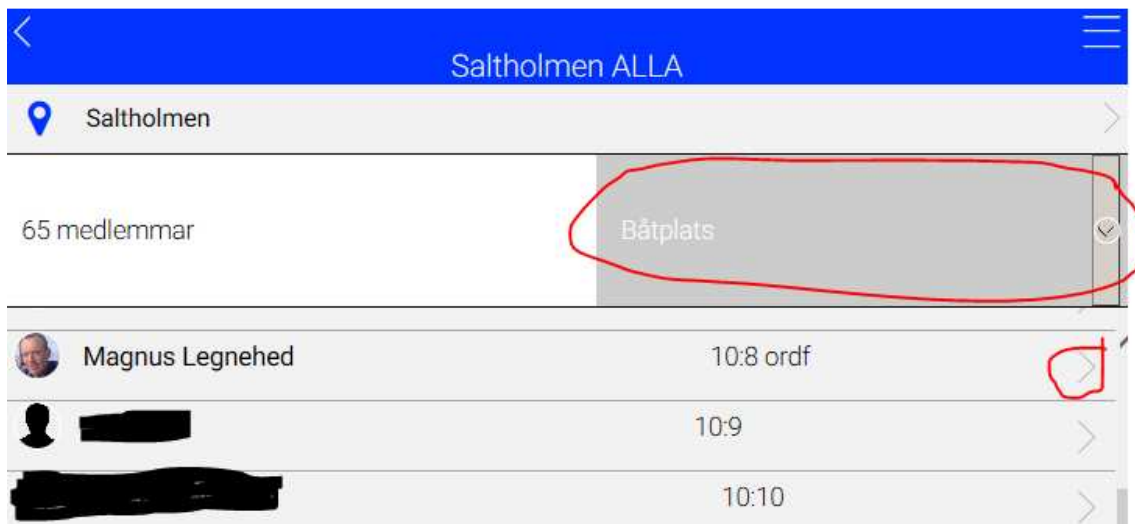 Saltholmen ALLA
Saltholmen
65 medlemmar Båtplats
Magnus Legnehed 10:8 ordf
10:9
10:10